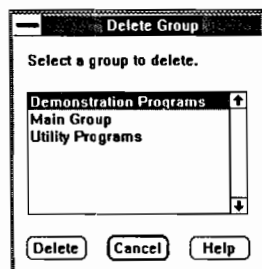 Delete Group
Select a group to delete.
Demonstration Programs
Main Group
Utility Programs
Delete Cancel Help